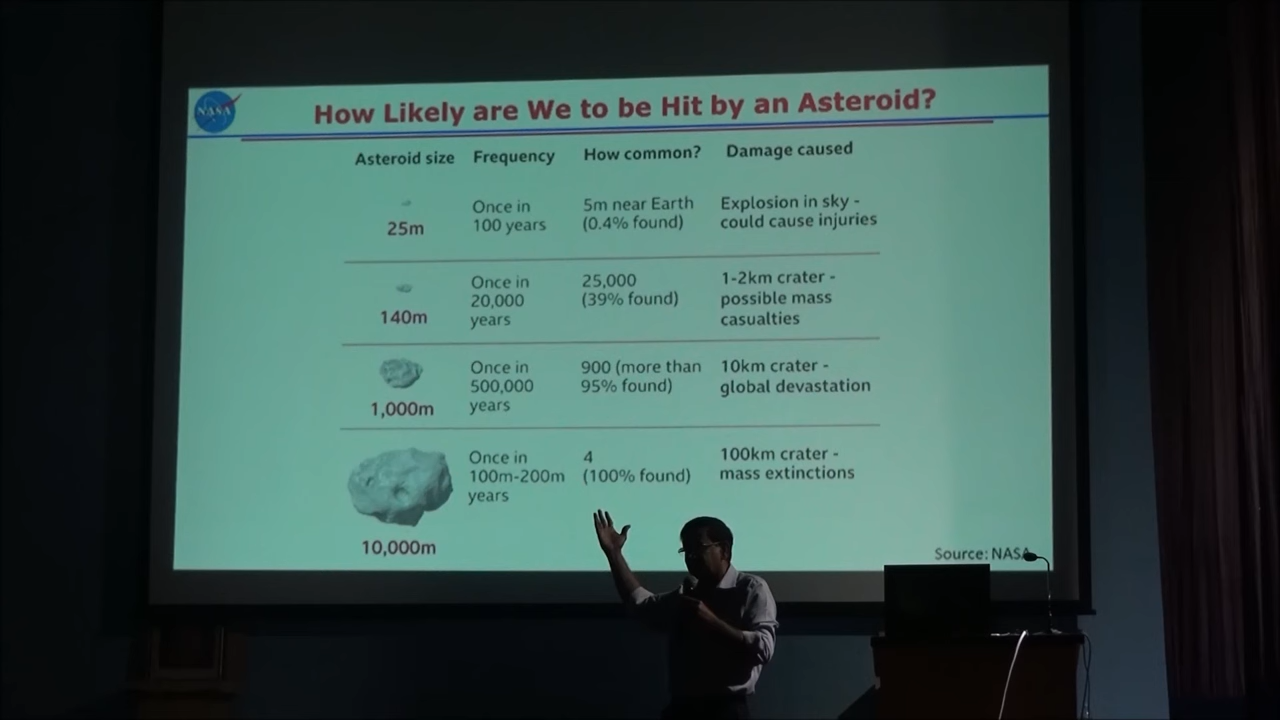 NASA
How Likely are We to be Hit by an Asteroid?
Asteroid size Frequency How common? Damage caused
25m
Once in
100 years
5m near Earth
(0.4% found)
Explosion in sky -
could cause injuries
140m
Once in
20,000
years
25,000
(39% found)
1-2km crater -
possible mass
casualties
1,000m
Once in
500,000
years
900 (more than
95% found)
10km crater -
global devastation
10,000m
Once in
100m-200m
years
4
(100% found)
100km crater -
mass extinctions
Source: NASA